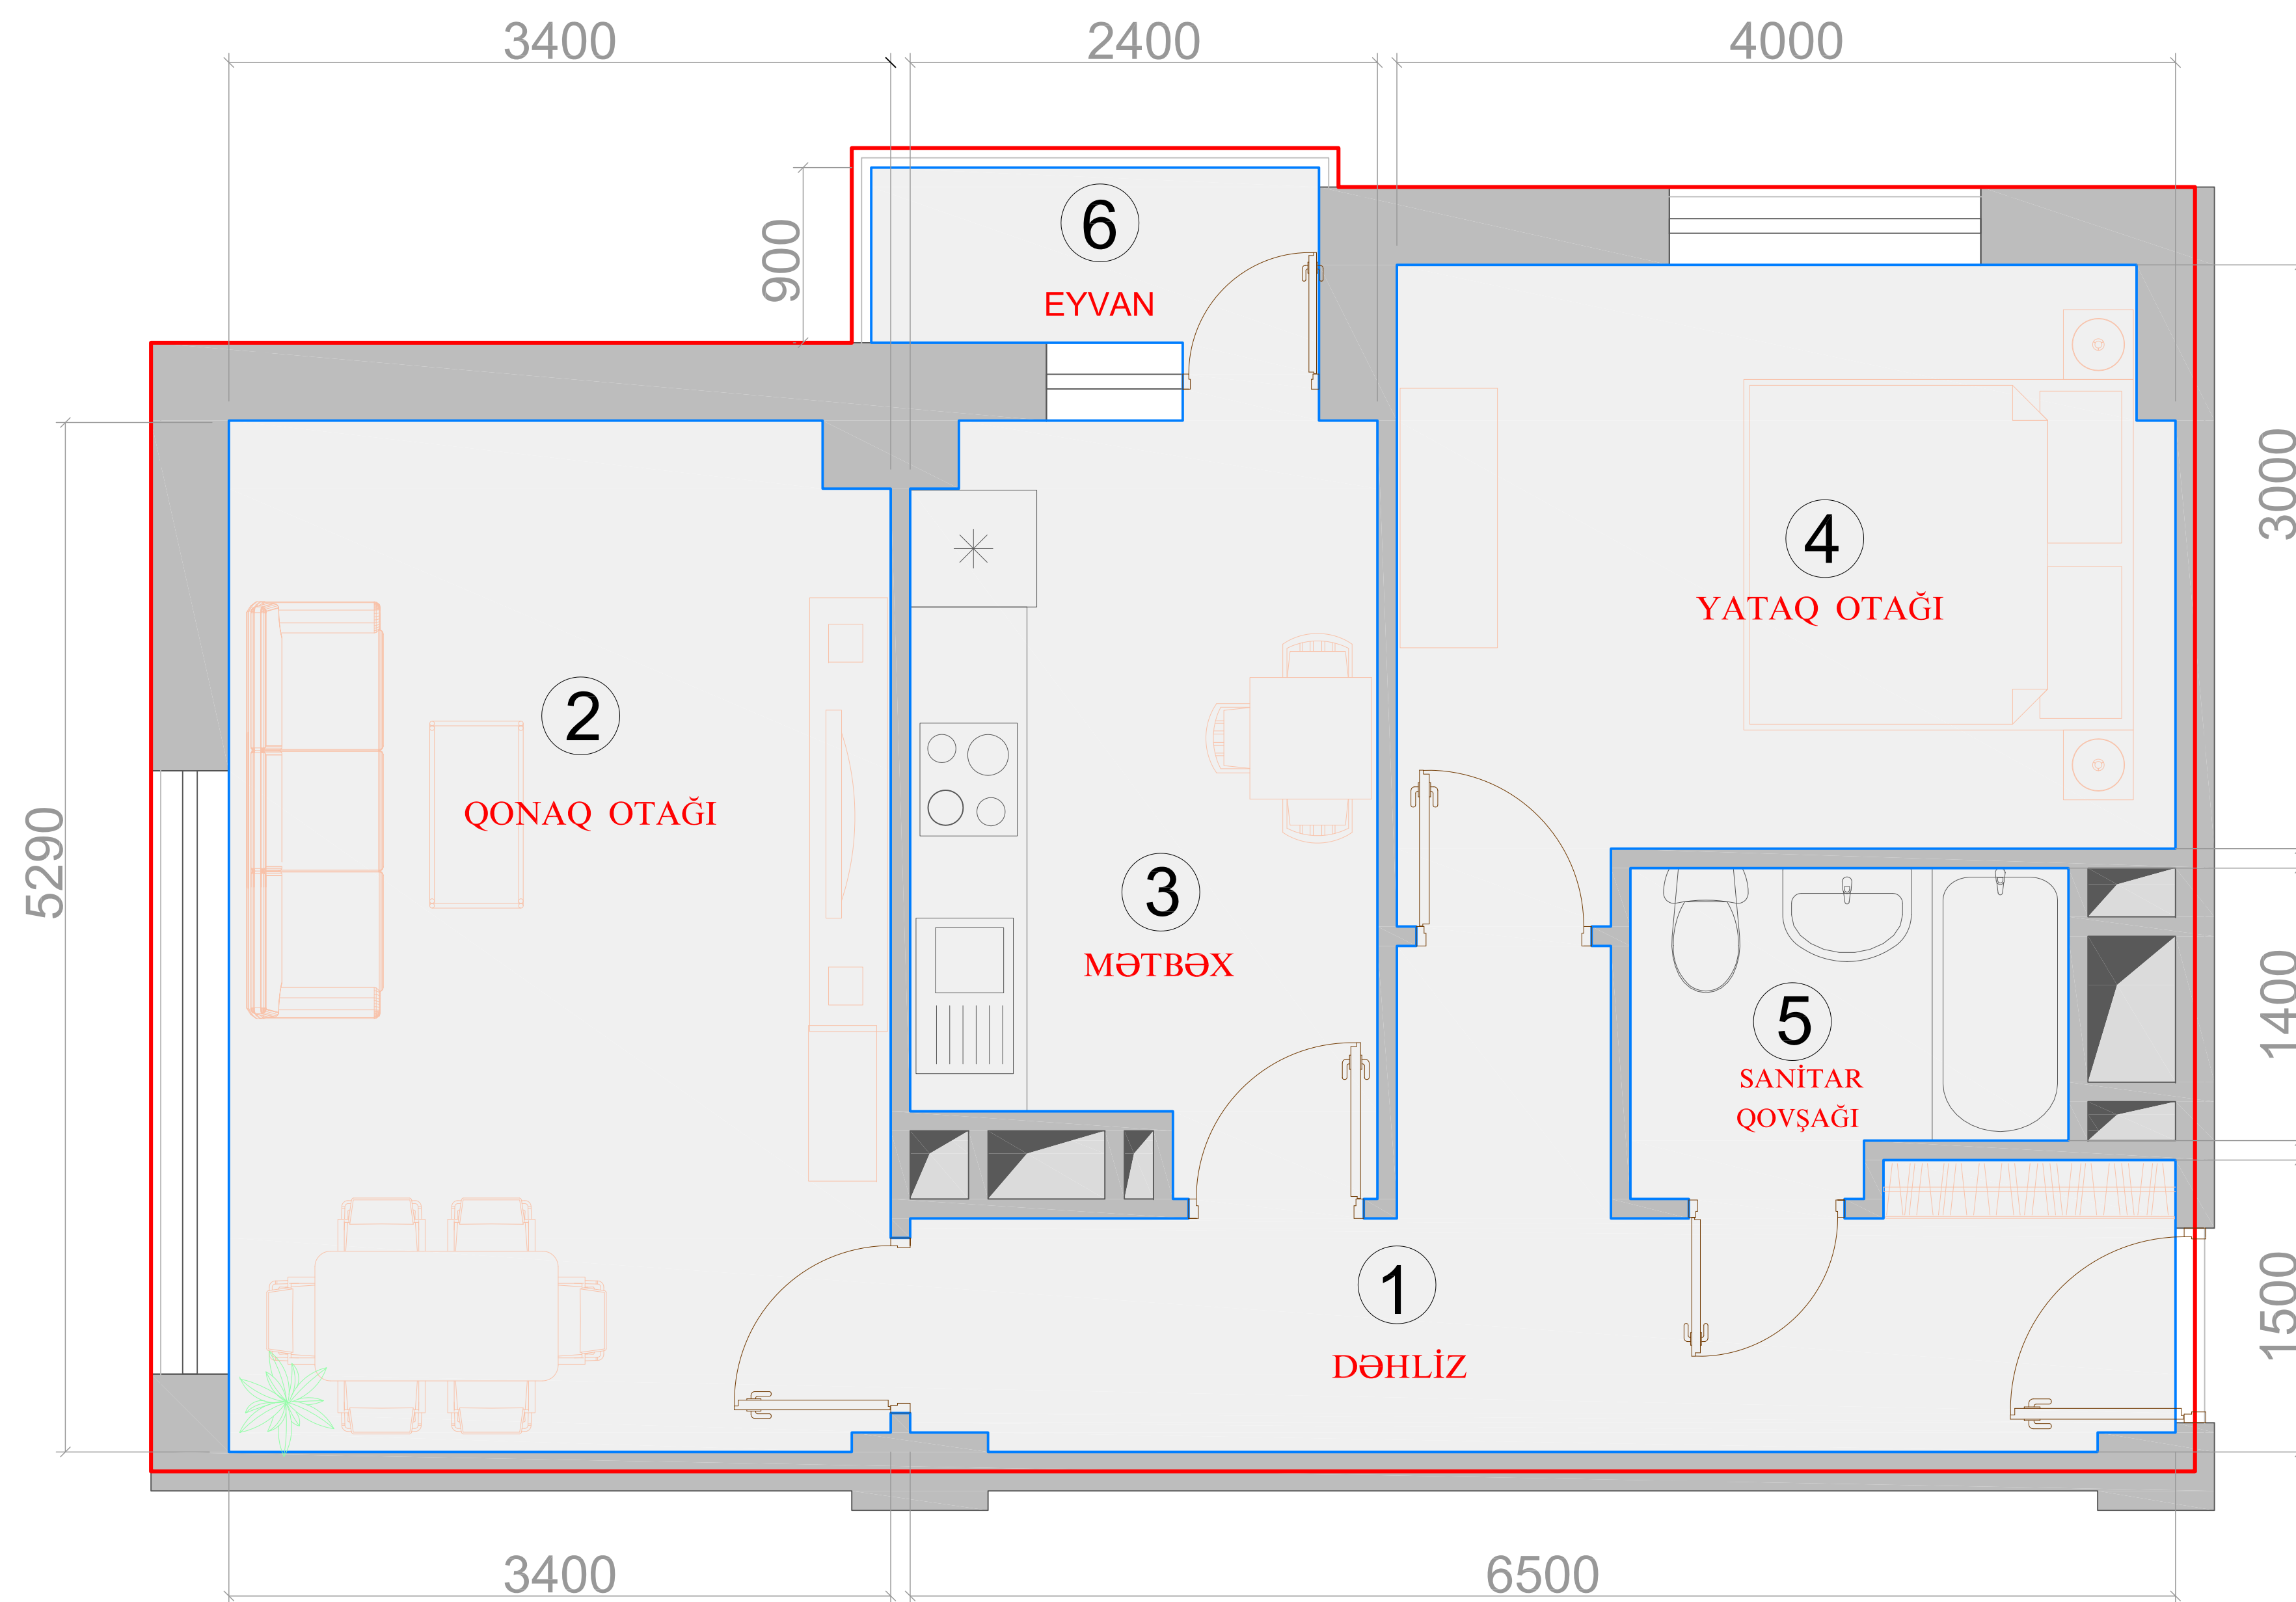 3400
2400
4000
900
6
EYVAN
5290
3000
4
YATAQ OTAĞI
2
QONAQ OTAĞI
3
MƏTBƏX
5
SANİTAR
QOVŞAĞI
1400
1
DƏHLİZ
1500
3400
6500